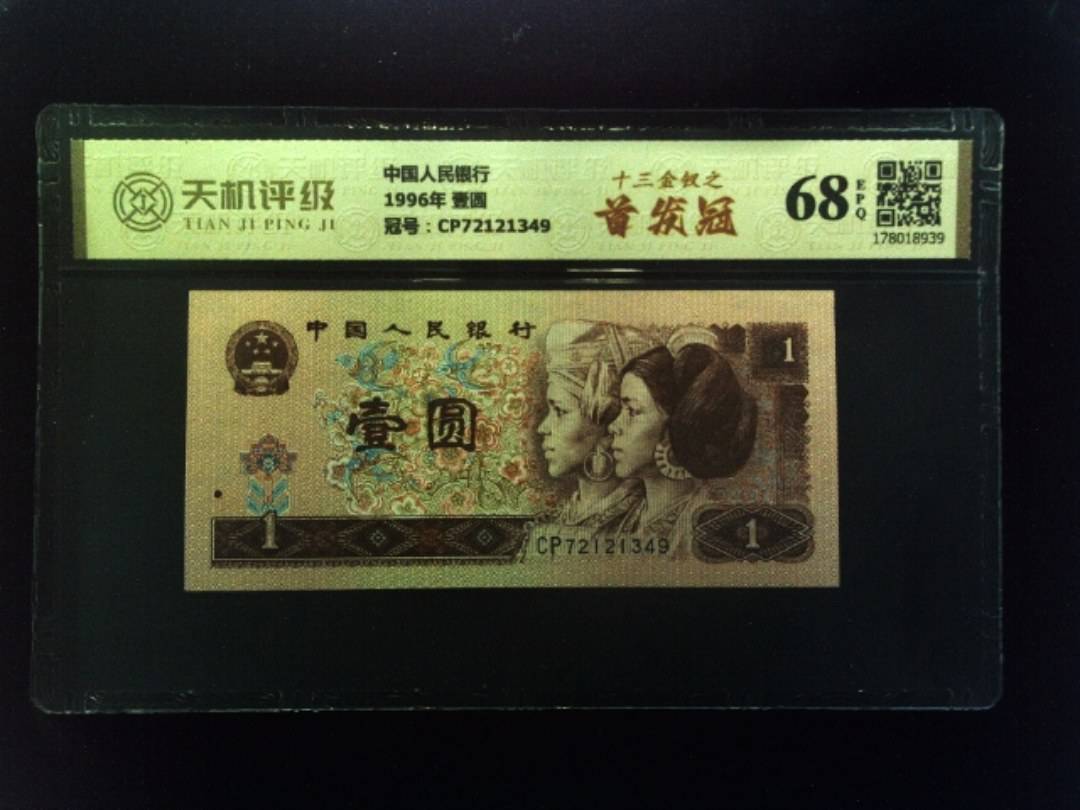 天机评级
TIAN JI PING JI
中国人民银行
1996年 壹圆
冠号：CP72121349
十三金钗之
首发冠
68
EPQ
178018939
中国人民银行
壹圆
1
1
CP72121349
1